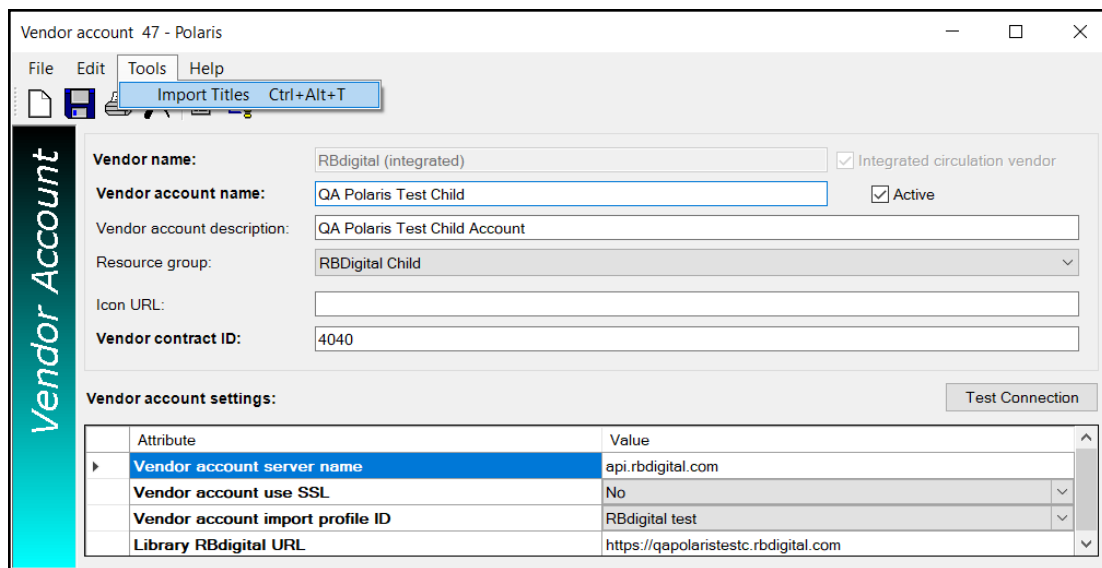 Vendor account 47 - Polaris
File Edit Tools Help
Import Titles Ctrl+Alt+T
Vendor Account
Vendor name: RBdigital (integrated) Integrated circulation vendor
Vendor account name: QA Polaris Test Child Active
Vendor account description: QA Polaris Test Child Account
Resource group: RBDigital Child
Icon URL:
Vendor contract ID: 4040
Vendor account settings: Test Connection
Attribute Value
Vendor account server name api.rbdigital.com
Vendor account use SSL No
Vendor account import profile ID RBdigital test
Library RBdigital URL https://qapolaristestc.rbdigital.com